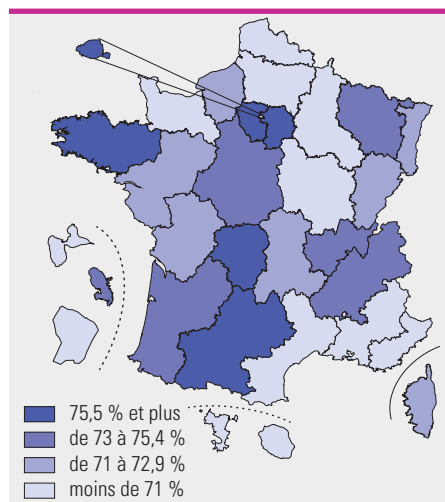 75,5 % et plus
de 73 à 75,4 %
de 71 à 72,9 %
moins de 71 %